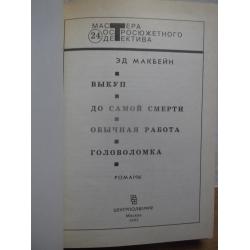 МАСТЕРА
24 ОСТРОСЮЖЕТНОГО
ДЕТЕКТИВА
ЭД МАКБЕЙН
ВЫКУП
ДО САМОЙ СМЕРТИ
ОБЫЧНАЯ РАБОТА
ГОЛОВОЛОМКА
РОМАНЫ
ЦЕНТРПОЛИГРАФ
Москва